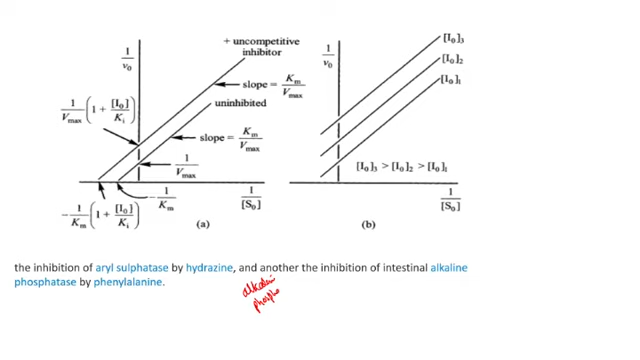 + uncompetitive
inhibitor
1/v₀
slope = Kₘ/Vmax
uninhibited
1/Vmax (1 + [I₀]/Kᵢ)
slope = Kₘ/Vmax
1/Vmax
-1/Kₘ
1/[S₀]
-1/Kₘ (1 + [I₀]/Kᵢ)
(a)
1/v₀
[I₀]₃
[I₀]₂
[I₀]₁
[I₀]₃ > [I₀]₂ > [I₀]₁
1/[S₀]
(b)
the inhibition of aryl sulphatase by hydrazine, and another the inhibition of intestinal alkaline
phosphatase by phenylalanine.